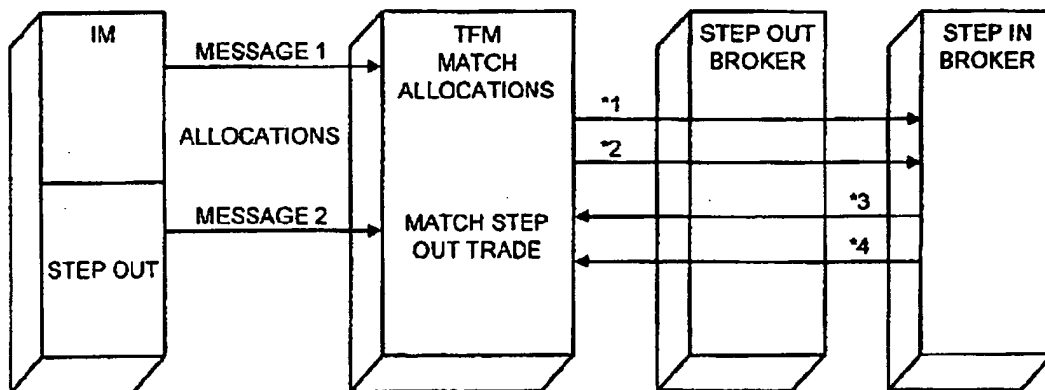 IM
MESSAGE 1
ALLOCATIONS
MESSAGE 2
STEP OUT
TFM
MATCH
ALLOCATIONS
MATCH STEP
OUT TRADE
STEP OUT
BROKER
STEP IN
BROKER
*1
*2
*3
*4